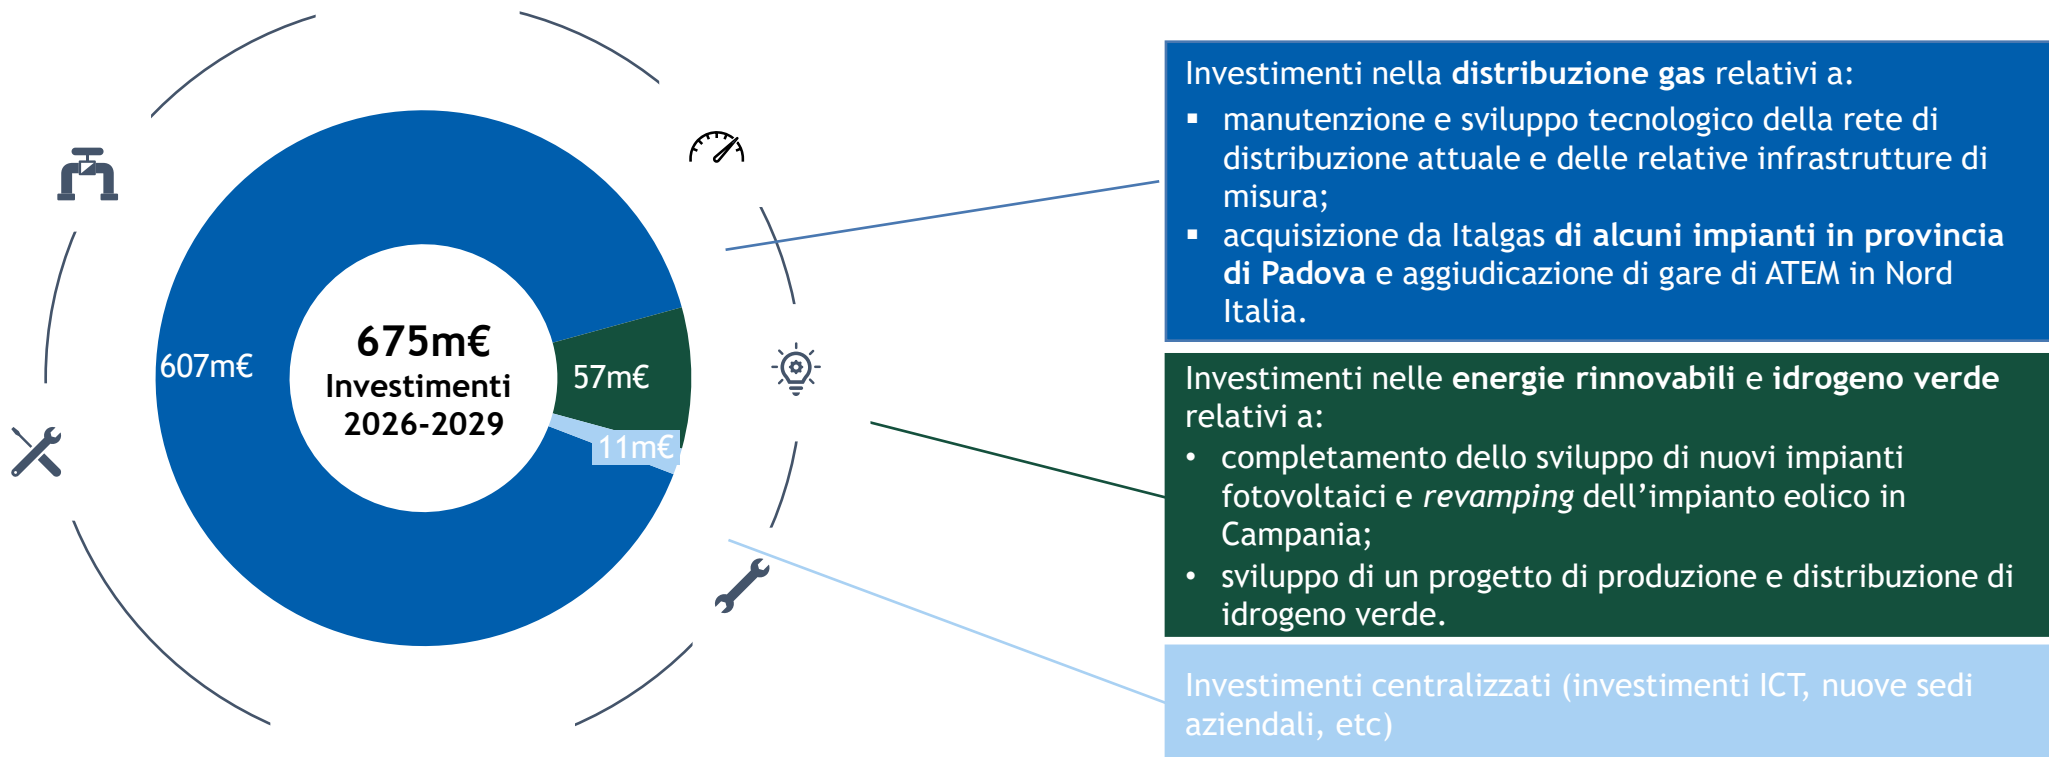 607m€
675m€
Investimenti
2026-2029
57m€
11m€
Investimenti nella distribuzione gas relativi a:
▪ manutenzione e sviluppo tecnologico della rete di
distribuzione attuale e delle relative infrastrutture di
misura;
▪ acquisizione da Italgas di alcuni impianti in provincia
di Padova e aggiudicazione di gare di ATEM in Nord
Italia.
Investimenti nelle energie rinnovabili e idrogeno verde
relativi a:
• completamento dello sviluppo di nuovi impianti
fotovoltaici e revamping dell’impianto eolico in
Campania;
• sviluppo di un progetto di produzione e distribuzione di
idrogeno verde.
Investimenti centralizzati (investimenti ICT, nuove sedi
aziendali, etc)